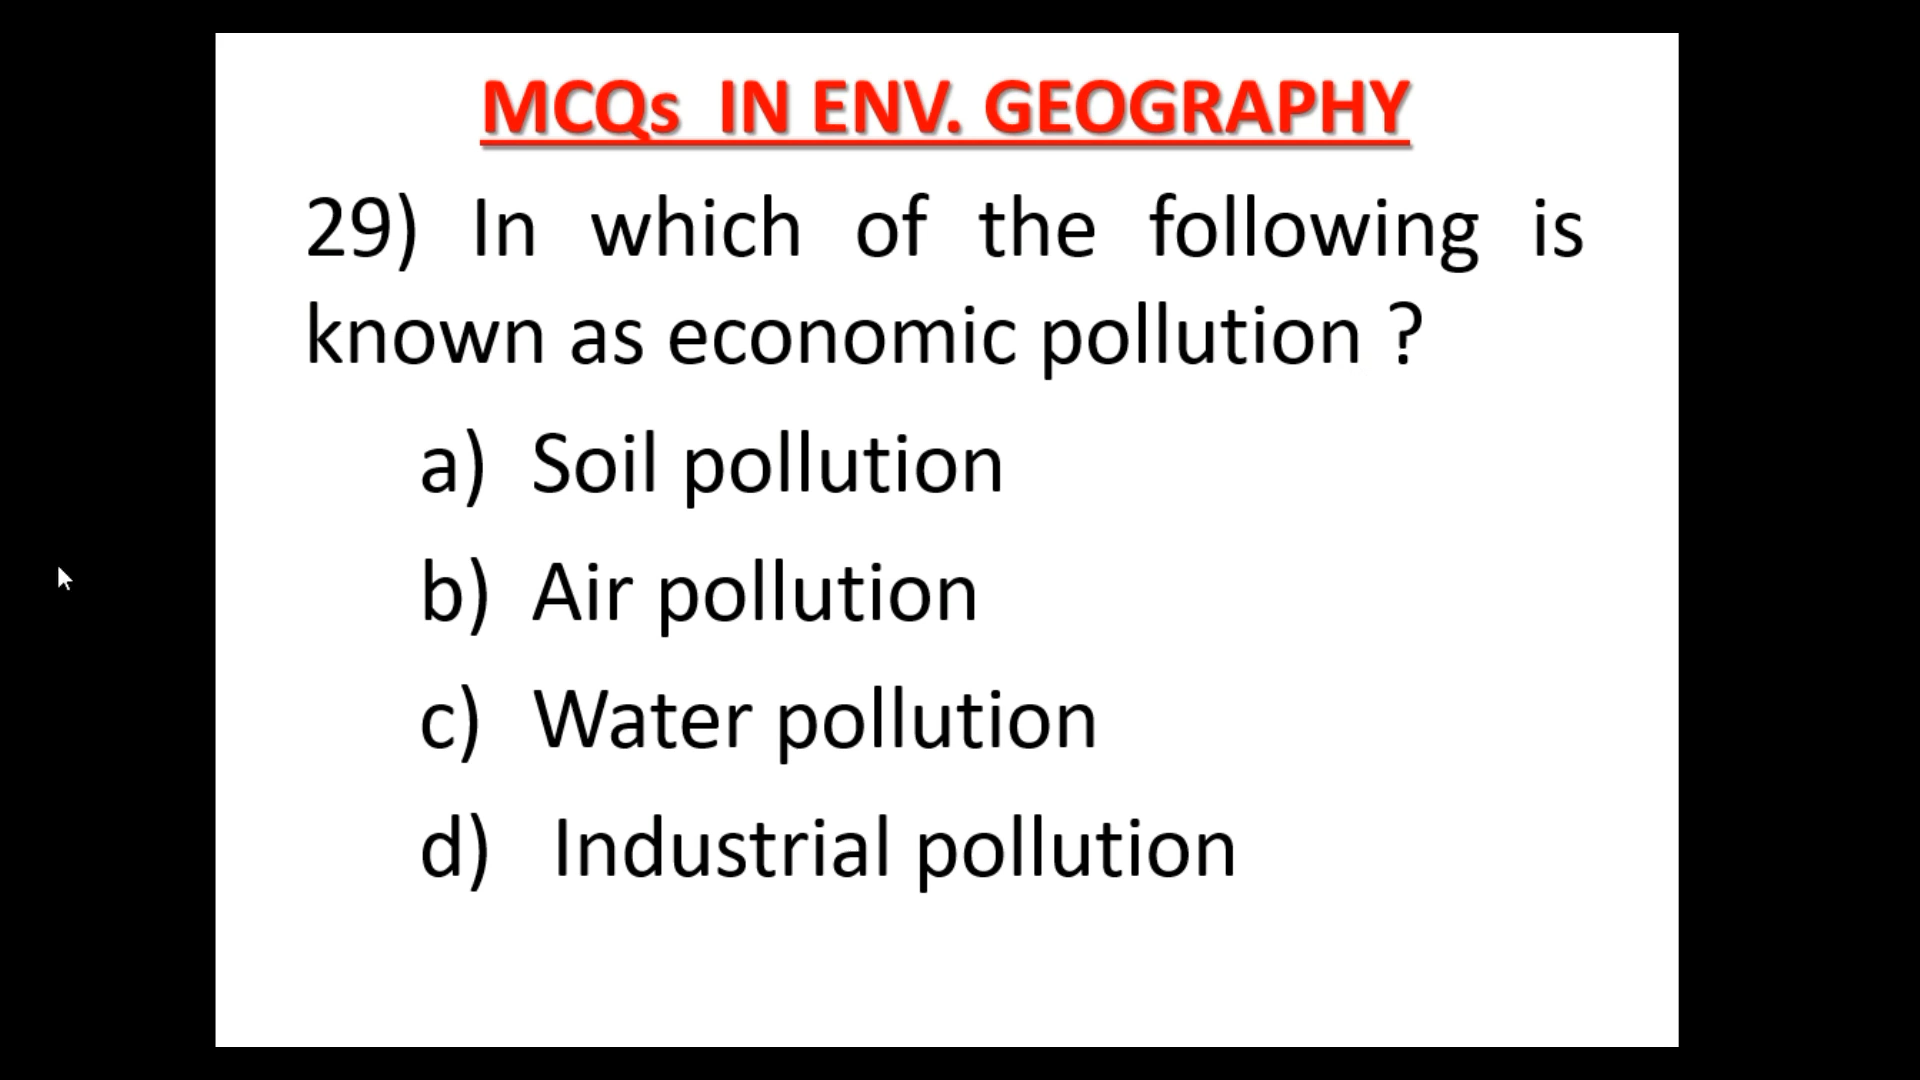 MCQs IN ENV. GEOGRAPHY
29) In which of the following is
known as economic pollution ?
a) Soil pollution
b) Air pollution
c) Water pollution
d) Industrial pollution